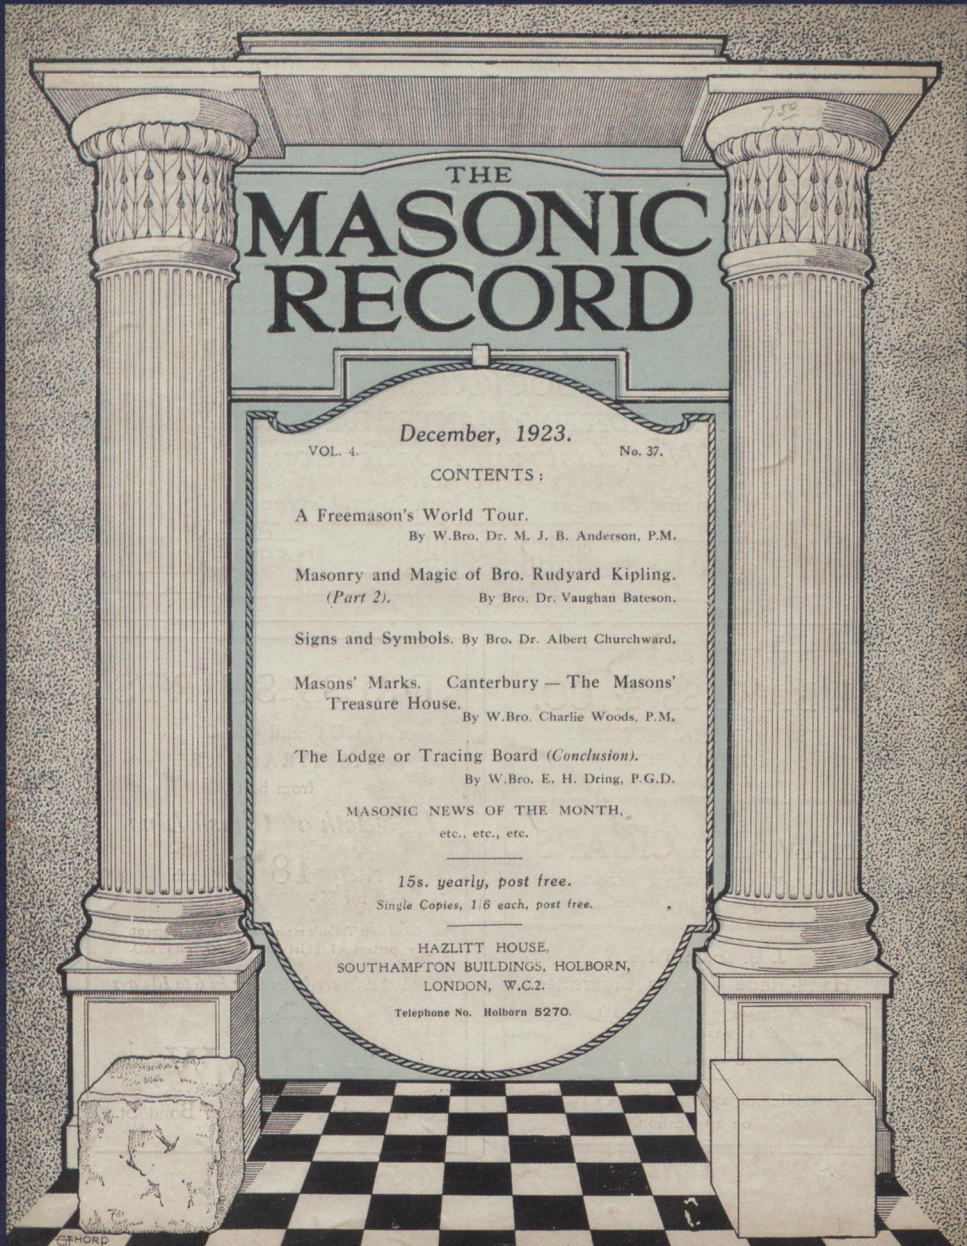 7.50
THE
MASONIC
RECORD
December, 1923.
VOL. 4. No. 37.
CONTENTS:
A Freemason's World Tour.
By W.Bro. Dr. M. J. B. Anderson, P.M.
Masonry and Magic of Bro. Rudyard Kipling.
(Part 2). By Bro. Dr. Vaughan Bateson.
Signs and Symbols. By Bro. Dr. Albert Churchward.
Masons' Marks. Canterbury — The Masons'
Treasure House.
By W.Bro. Charlie Woods, P.M.
The Lodge or Tracing Board (Conclusion).
By W.Bro. E. H. Dring, P.G.D.
MASONIC NEWS OF THE MONTH,
etc., etc., etc.
15s. yearly, post free.
Single Copies, 1/6 each, post free.
HAZLITT HOUSE,
SOUTHAMPTON BUILDINGS, HOLBORN,
LONDON, W.C.2.
Telephone No. Holborn 5270.
THORP